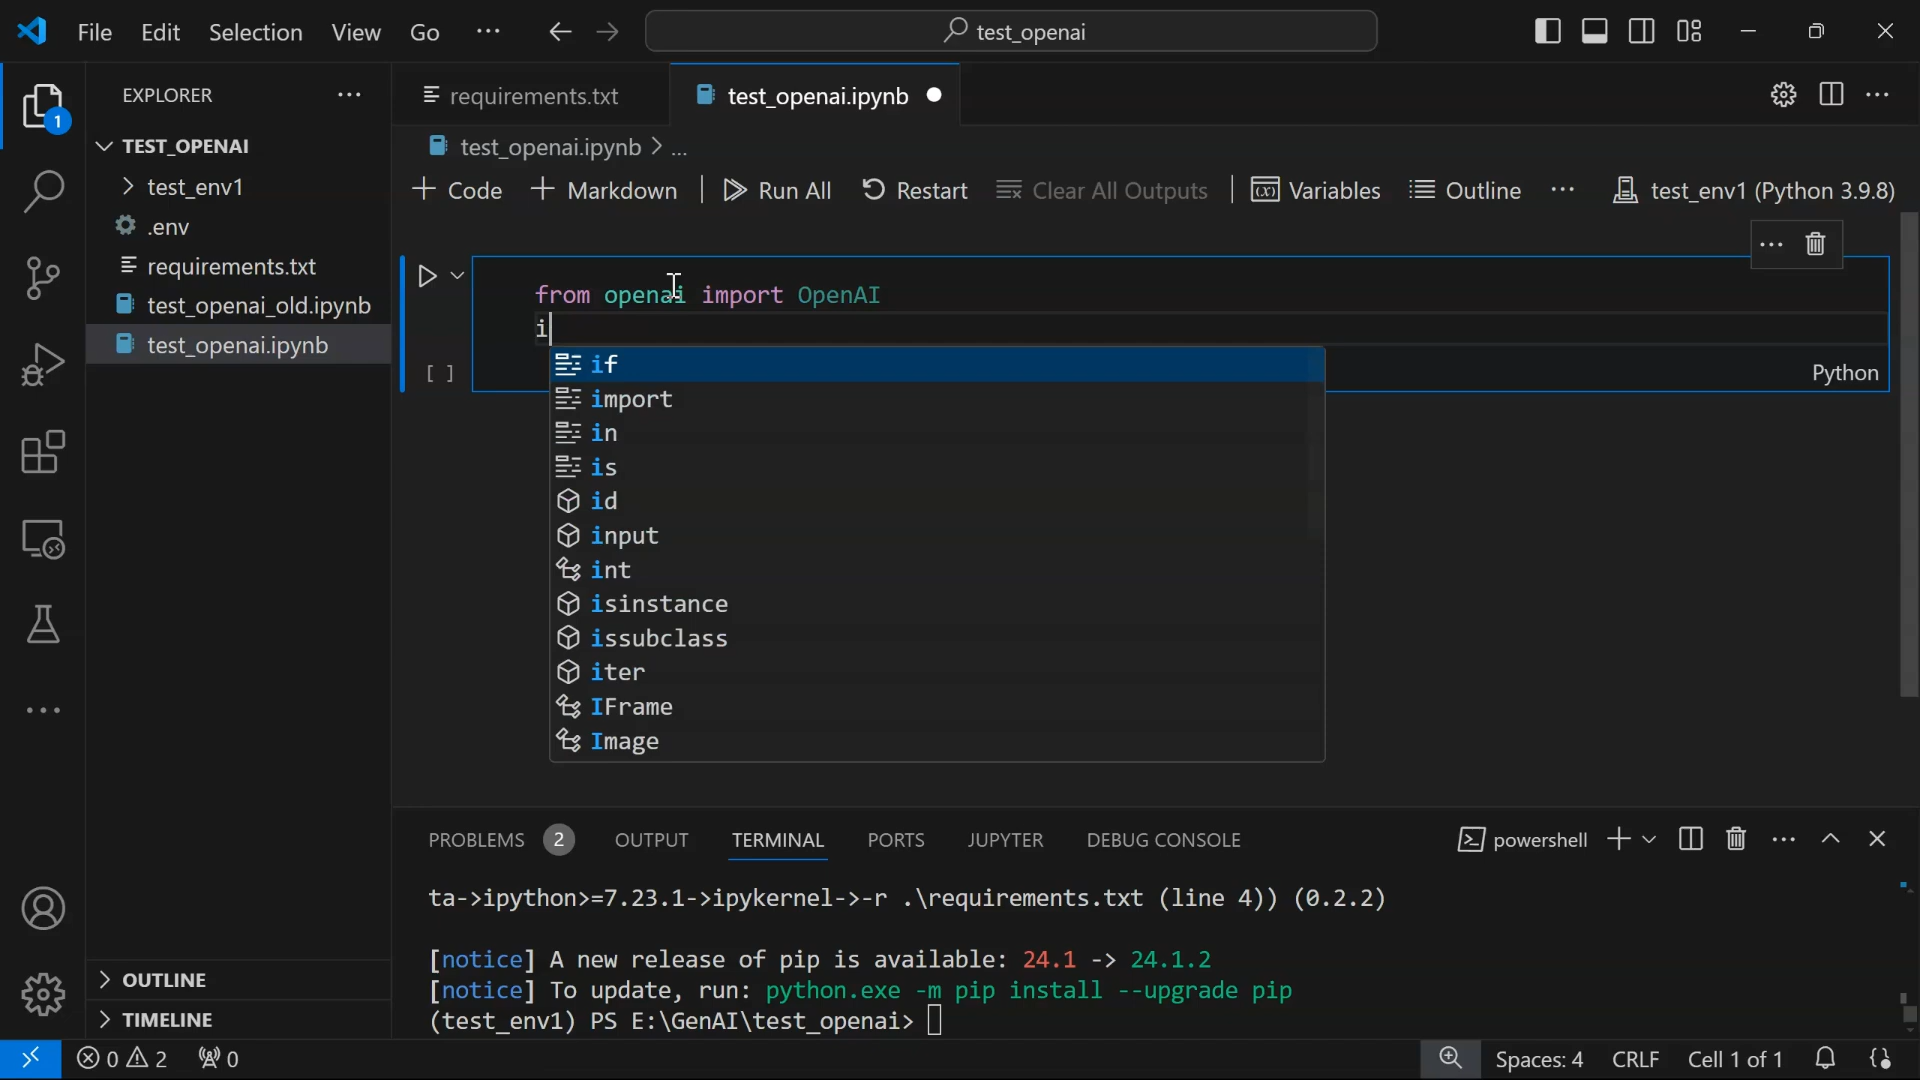 File Edit Selection View Go ...
test_openai
1
EXPLORER ...
TEST_OPENAI
test_env1
.env
requirements.txt
test_openai_old.ipynb
test_openai.ipynb
OUTLINE
TIMELINE
requirements.txt
test_openai.ipynb
test_openai.ipynb > ...
+ Code + Markdown Run All Restart Clear All Outputs Variables Outline ... test_env1 (Python 3.9.8)
from openai import OpenAI
i
[ ]
Python
if
import
in
is
id
input
int
isinstance
issubclass
iter
IFrame
Image
PROBLEMS 2 OUTPUT TERMINAL PORTS JUPYTER DEBUG CONSOLE powershell
ta->ipython>=7.23.1->ipykernel->-r .\requirements.txt (line 4)) (0.2.2)
[notice] A new release of pip is available: 24.1 -> 24.1.2
[notice] To update, run: python.exe -m pip install --upgrade pip
(test_env1) PS E:\GenAI\test_openai>
0 2 0 Spaces: 4 CRLF Cell 1 of 1